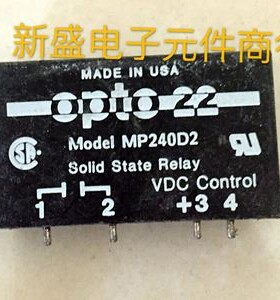 新盛电子元件商行
MADE IN USA
opto 22
Model MP240D2
Solid State Relay
VDC Control
1 2 +3 4